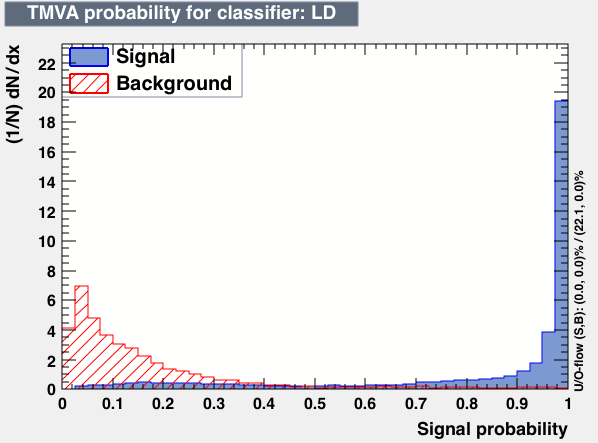 TMVA probability for classifier: LD
(1/N) dN / dx
Signal
Background
22
20
18
16
14
12
10
8
6
4
2
0
0 0.1 0.2 0.3 0.4 0.5 0.6 0.7 0.8 0.9 1
Signal probability
U/O-flow (S,B): (0.0, 0.0)% / (22.1, 0.0)%